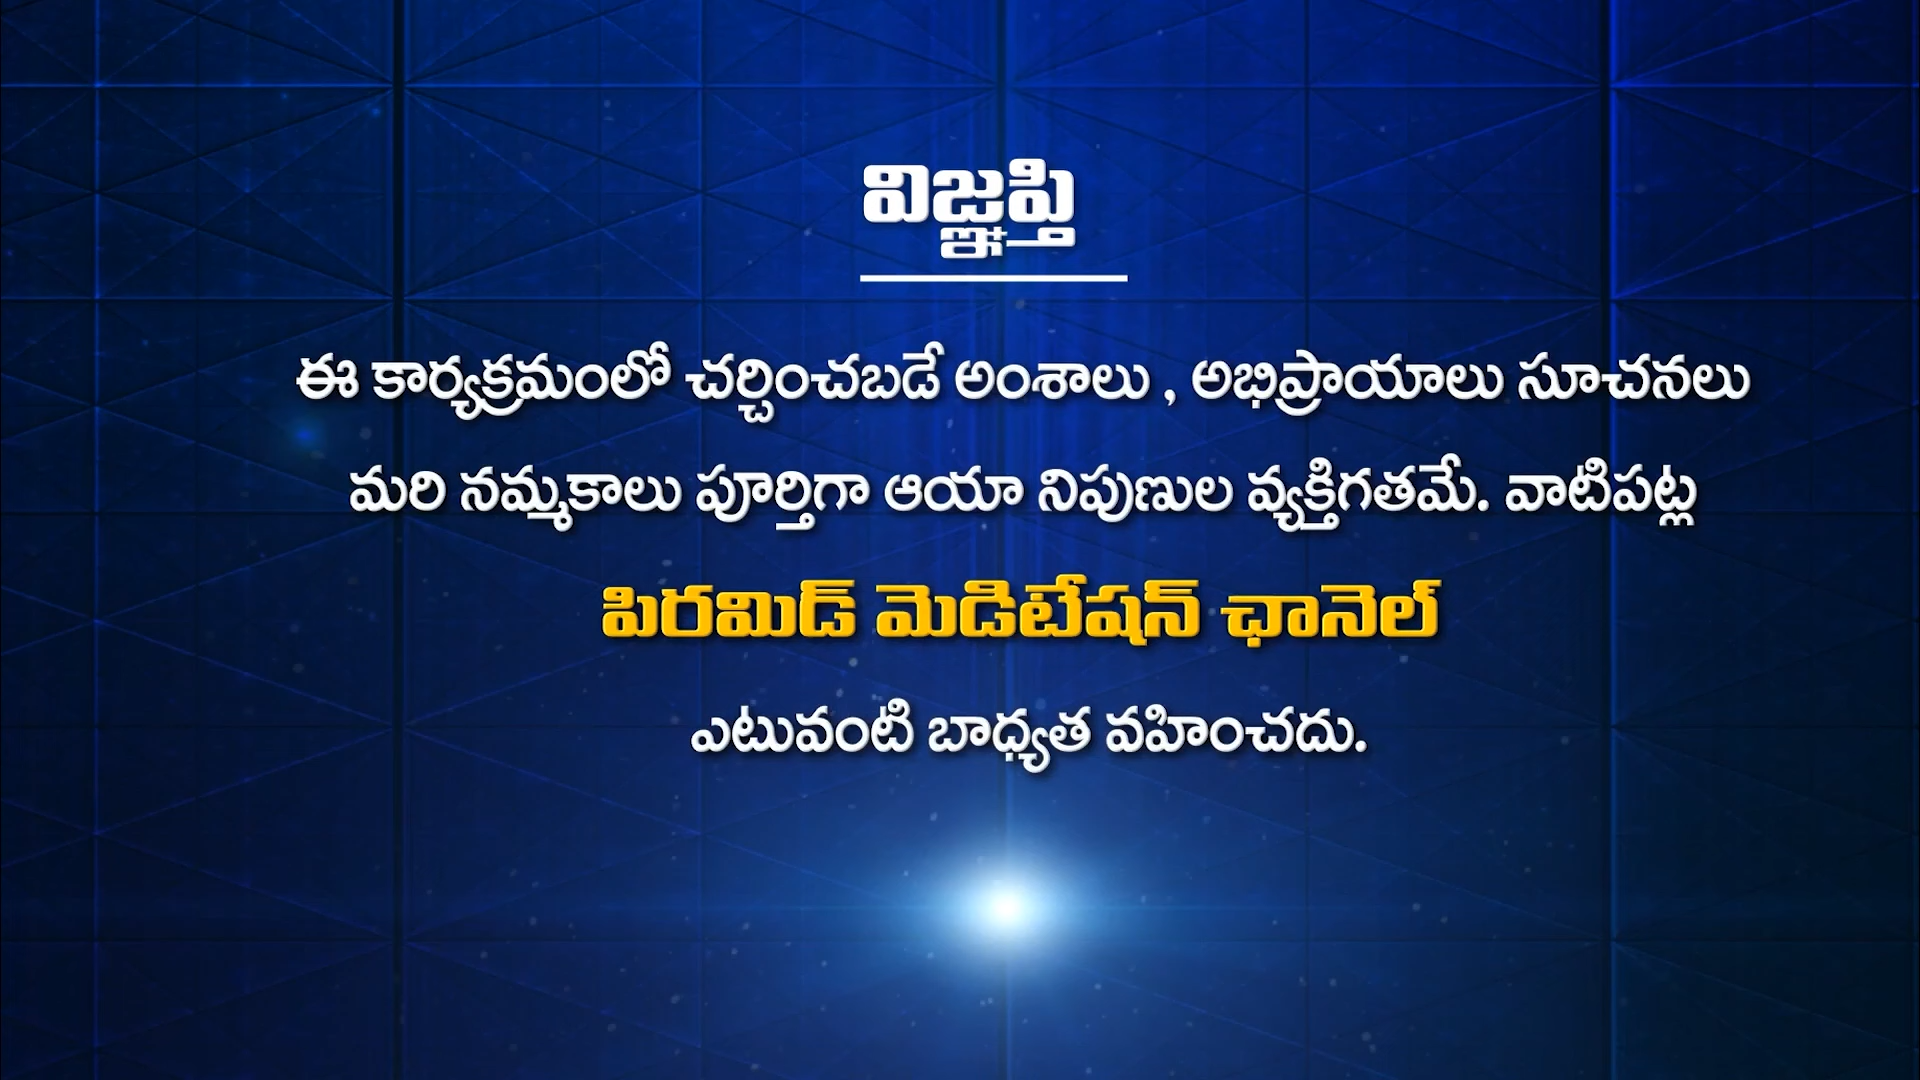 విజ్ఞప్తి
ఈ కార్యక్రమంలో చర్చించబడే అంశాలు , అభిప్రాయాలు సూచనలు
మరి నమ్మకాలు పూర్తిగా ఆయా నిపుణుల వ్యక్తిగతమే. వాటిపట్ల
పిరమిడ్ మెడిటేషన్ ఛానెల్
ఎటువంటి బాధ్యత వహించదు.